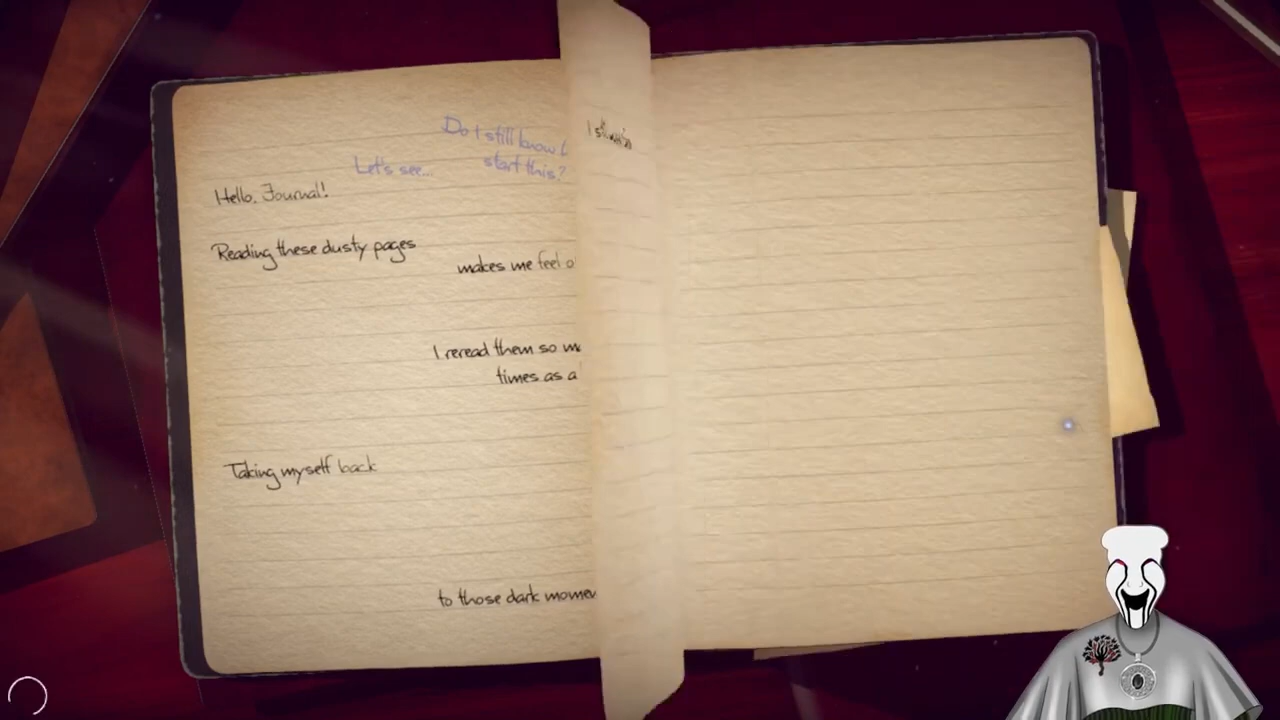 Do I still know
Let's see...
start this?
Hello, Journal!
Reading these dusty pages
makes me feel
I reread them so
times as a
Taking myself back
to those dark
I